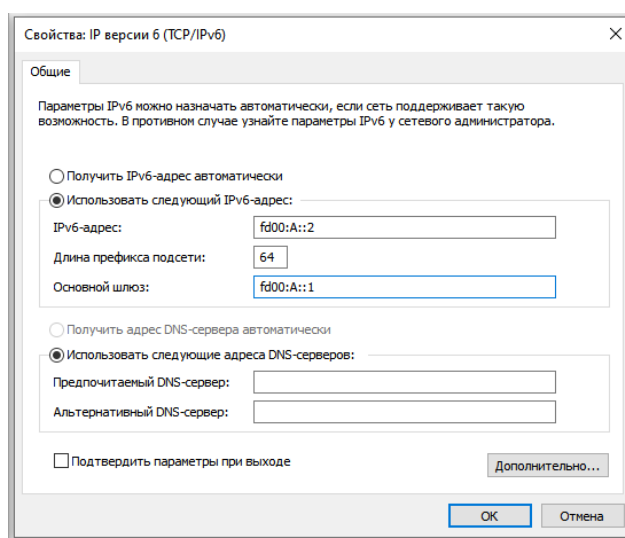 Свойства: IP версии 6 (TCP/IPv6)
Общие
Параметры IPv6 можно назначать автоматически, если сеть поддерживает такую
возможность. В противном случае узнайте параметры IPv6 у сетевого администратора.
Получить IPv6-адрес автоматически
Использовать следующий IPv6-адрес:
IPv6-адрес: fd00:A::2
Длина префикса подсети: 64
Основной шлюз: fd00:A::1
Получить адрес DNS-сервера автоматически
Использовать следующие адреса DNS-серверов:
Предпочитаемый DNS-сервер:
Альтернативный DNS-сервер:
Подтвердить параметры при выходе
Дополнительно...
OK Отмена